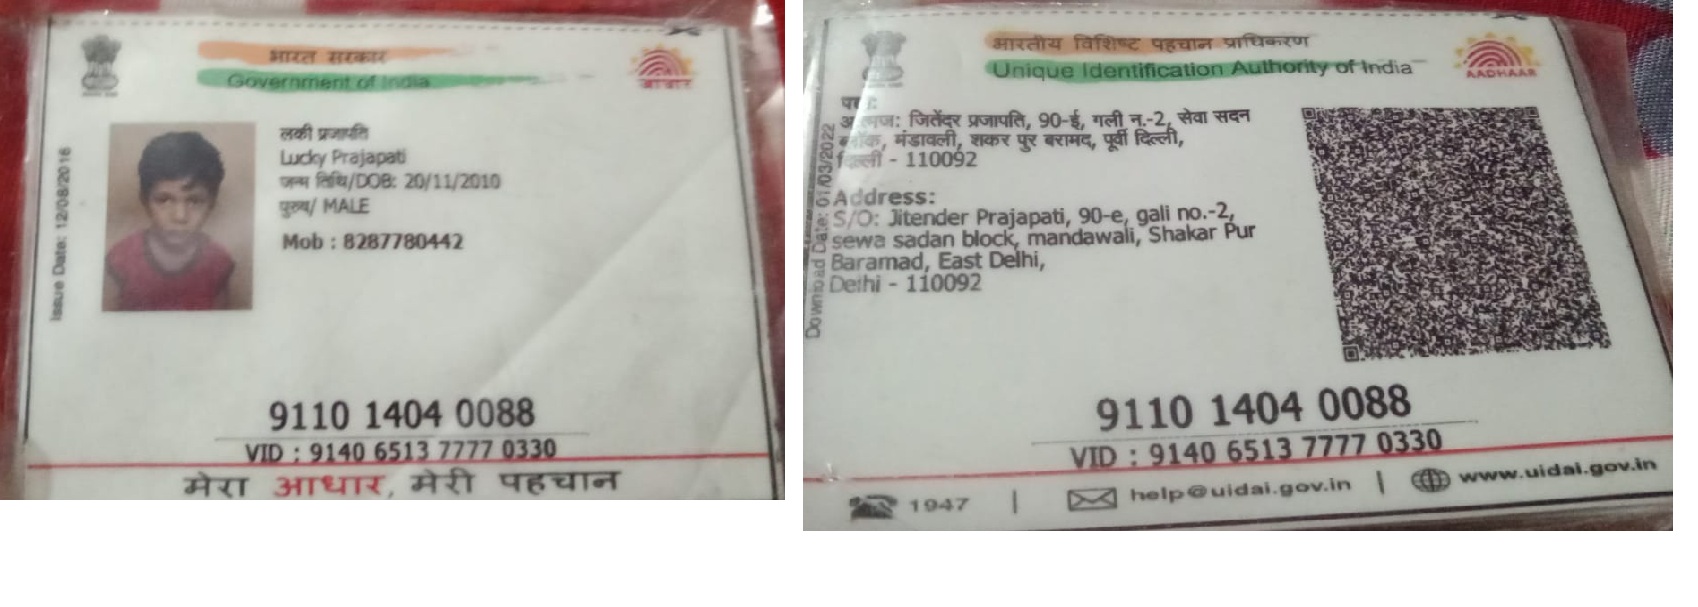 भारत सरकार
Government of India
आधार
Issue Date: 12/08/2016
लकी प्रजापति
Lucky Prajapati
जन्म तिथि/DOB: 20/11/2010
पुरुष/ MALE
Mob : 8287780442
9110 1404 0088
VID : 9140 6513 7777 0330
मेरा आधार, मेरी पहचान
भारतीय विशिष्ट पहचान प्राधिकरण
Unique Identification Authority of India
AADHAAR
Download Date: 01/03/2022
पता:
आत्मज: जितेंदर प्रजापति, 90-ई, गली न.-2, सेवा सदन
ब्लॉक, मंडावली, शकर पुर बरामद, पूर्वी दिल्ली,
दिल्ली - 110092
Address:
S/O: Jitender Prajapati, 90-e, gali no.-2,
sewa sadan block, mandawali, Shakar Pur
Baramad, East Delhi,
Delhi - 110092
9110 1404 0088
VID : 9140 6513 7777 0330
1947 | help@uidai.gov.in | www.uidai.gov.in